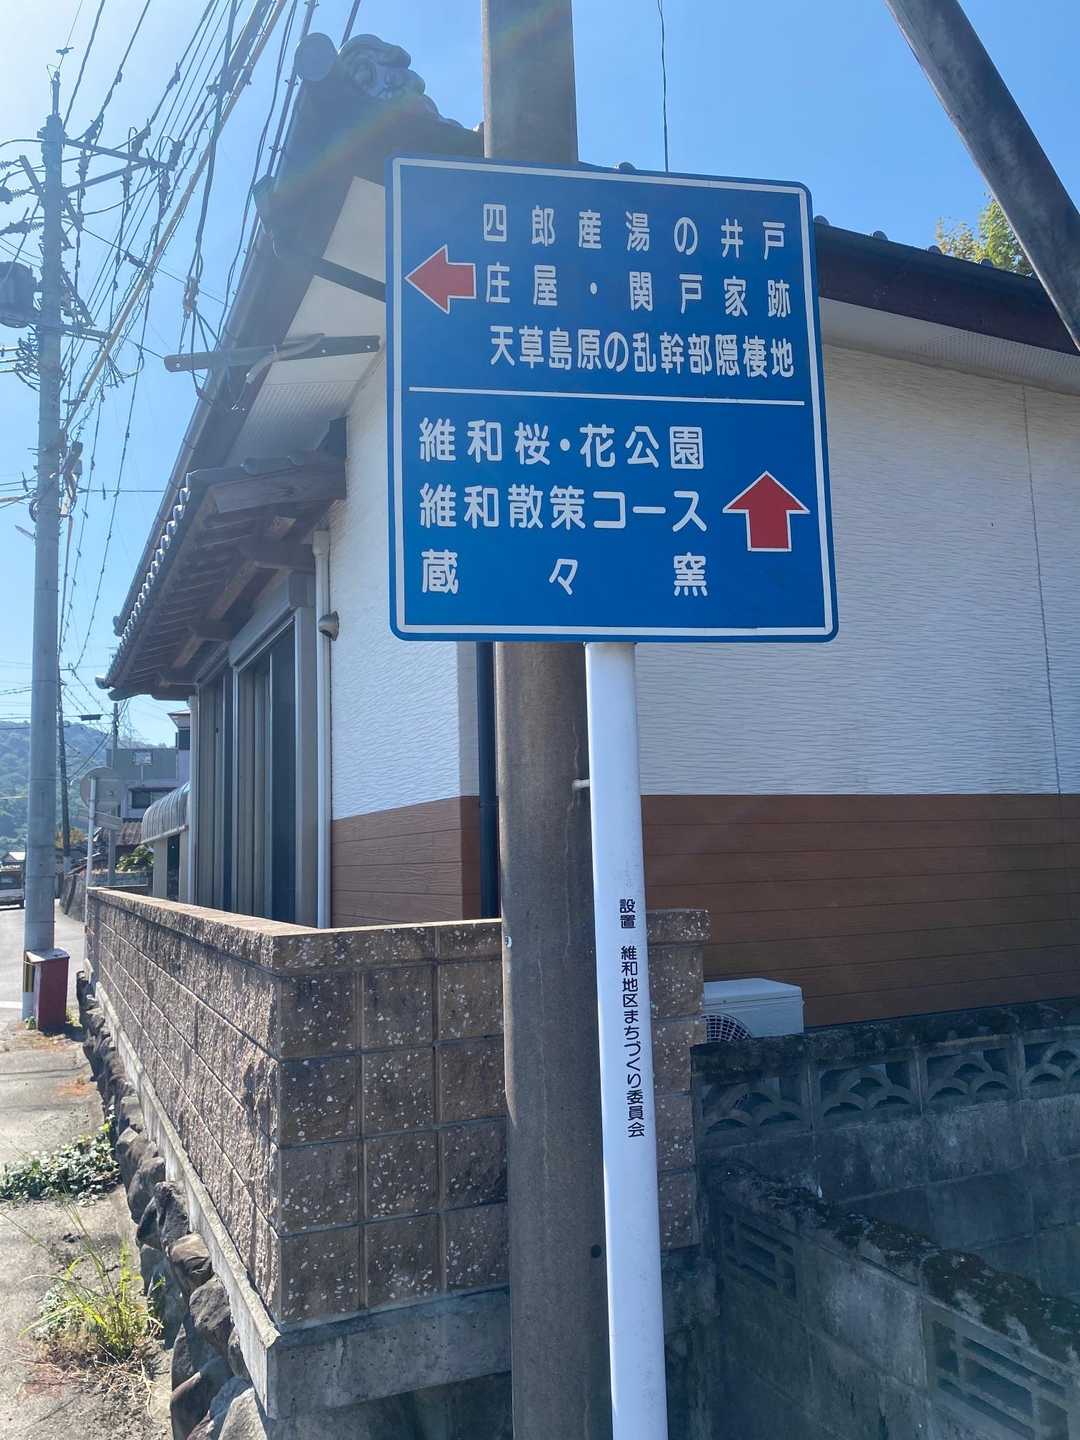 四郎産湯の井戸
庄屋・関戸家跡
天草島原の乱幹部隠棲地
維和桜・花公園
維和散策コース
蔵々窯
設置 維和地区まちづくり委員会